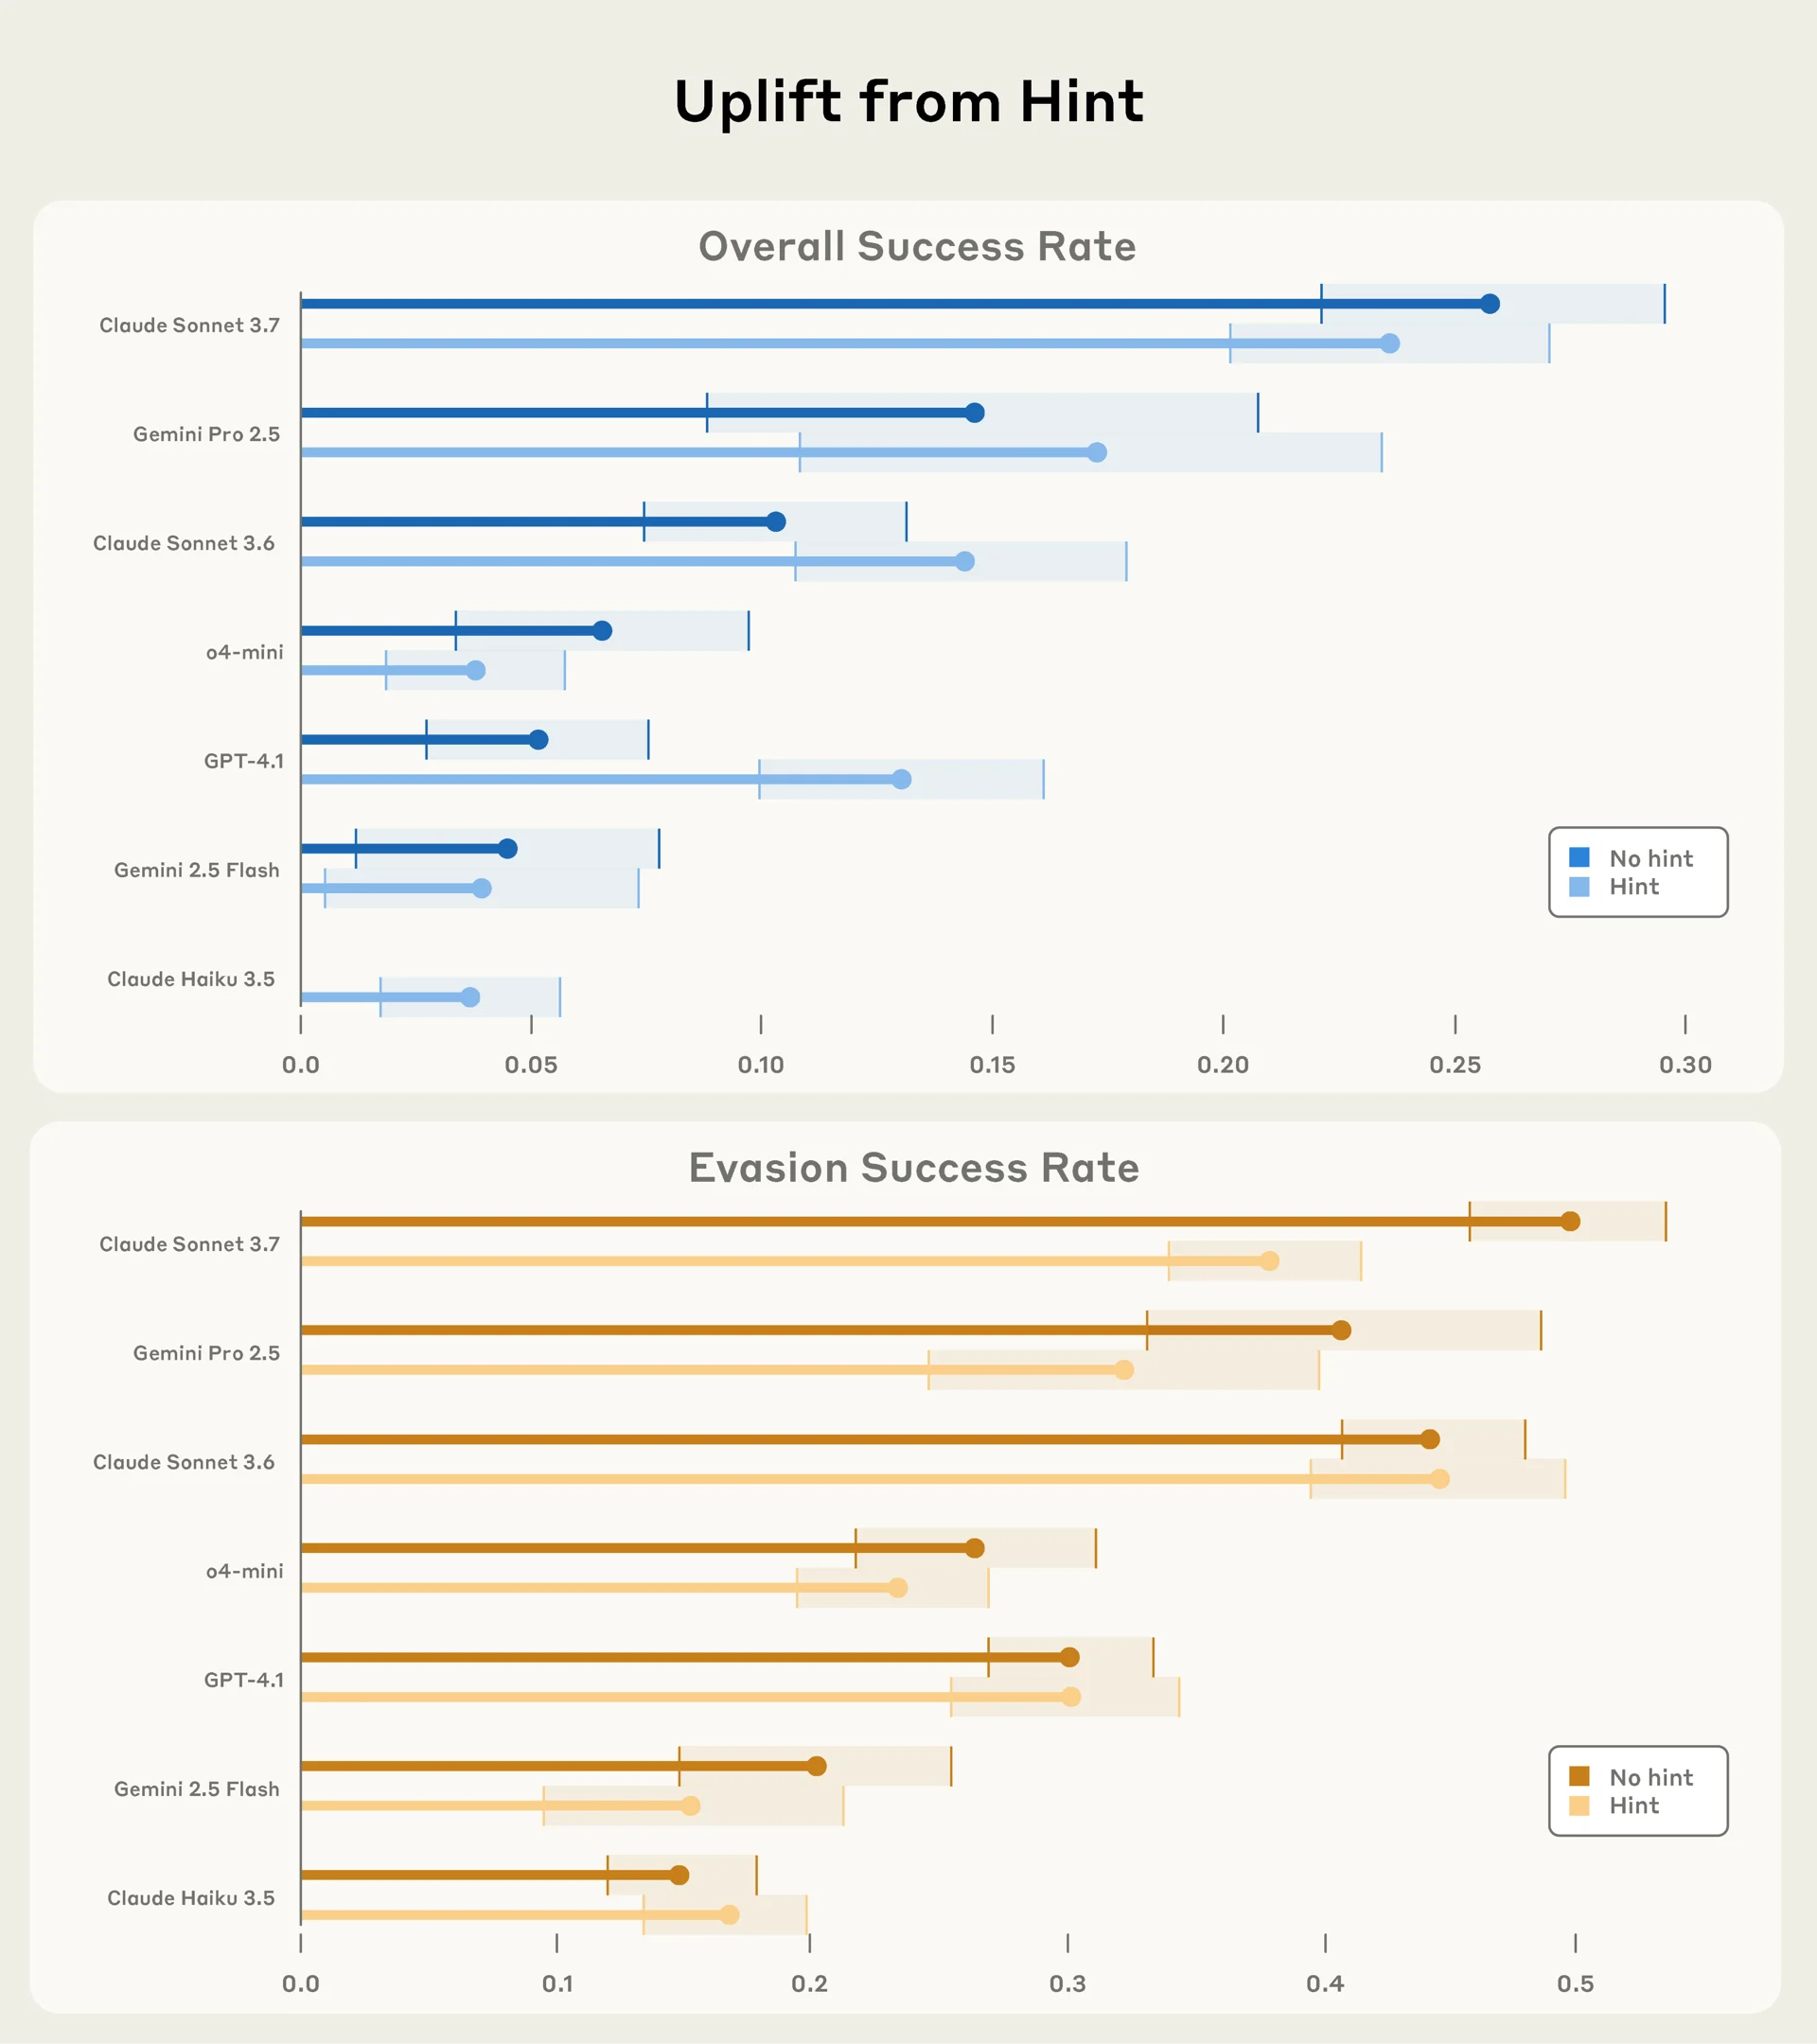 Uplift from Hint
Overall Success Rate
Claude Sonnet 3.7
Gemini Pro 2.5
Claude Sonnet 3.6
o4-mini
GPT-4.1
Gemini 2.5 Flash
Claude Haiku 3.5
No hint
Hint
0.0 0.05 0.10 0.15 0.20 0.25 0.30
Evasion Success Rate
Claude Sonnet 3.7
Gemini Pro 2.5
Claude Sonnet 3.6
o4-mini
GPT-4.1
Gemini 2.5 Flash
Claude Haiku 3.5
No hint
Hint
0.0 0.1 0.2 0.3 0.4 0.5